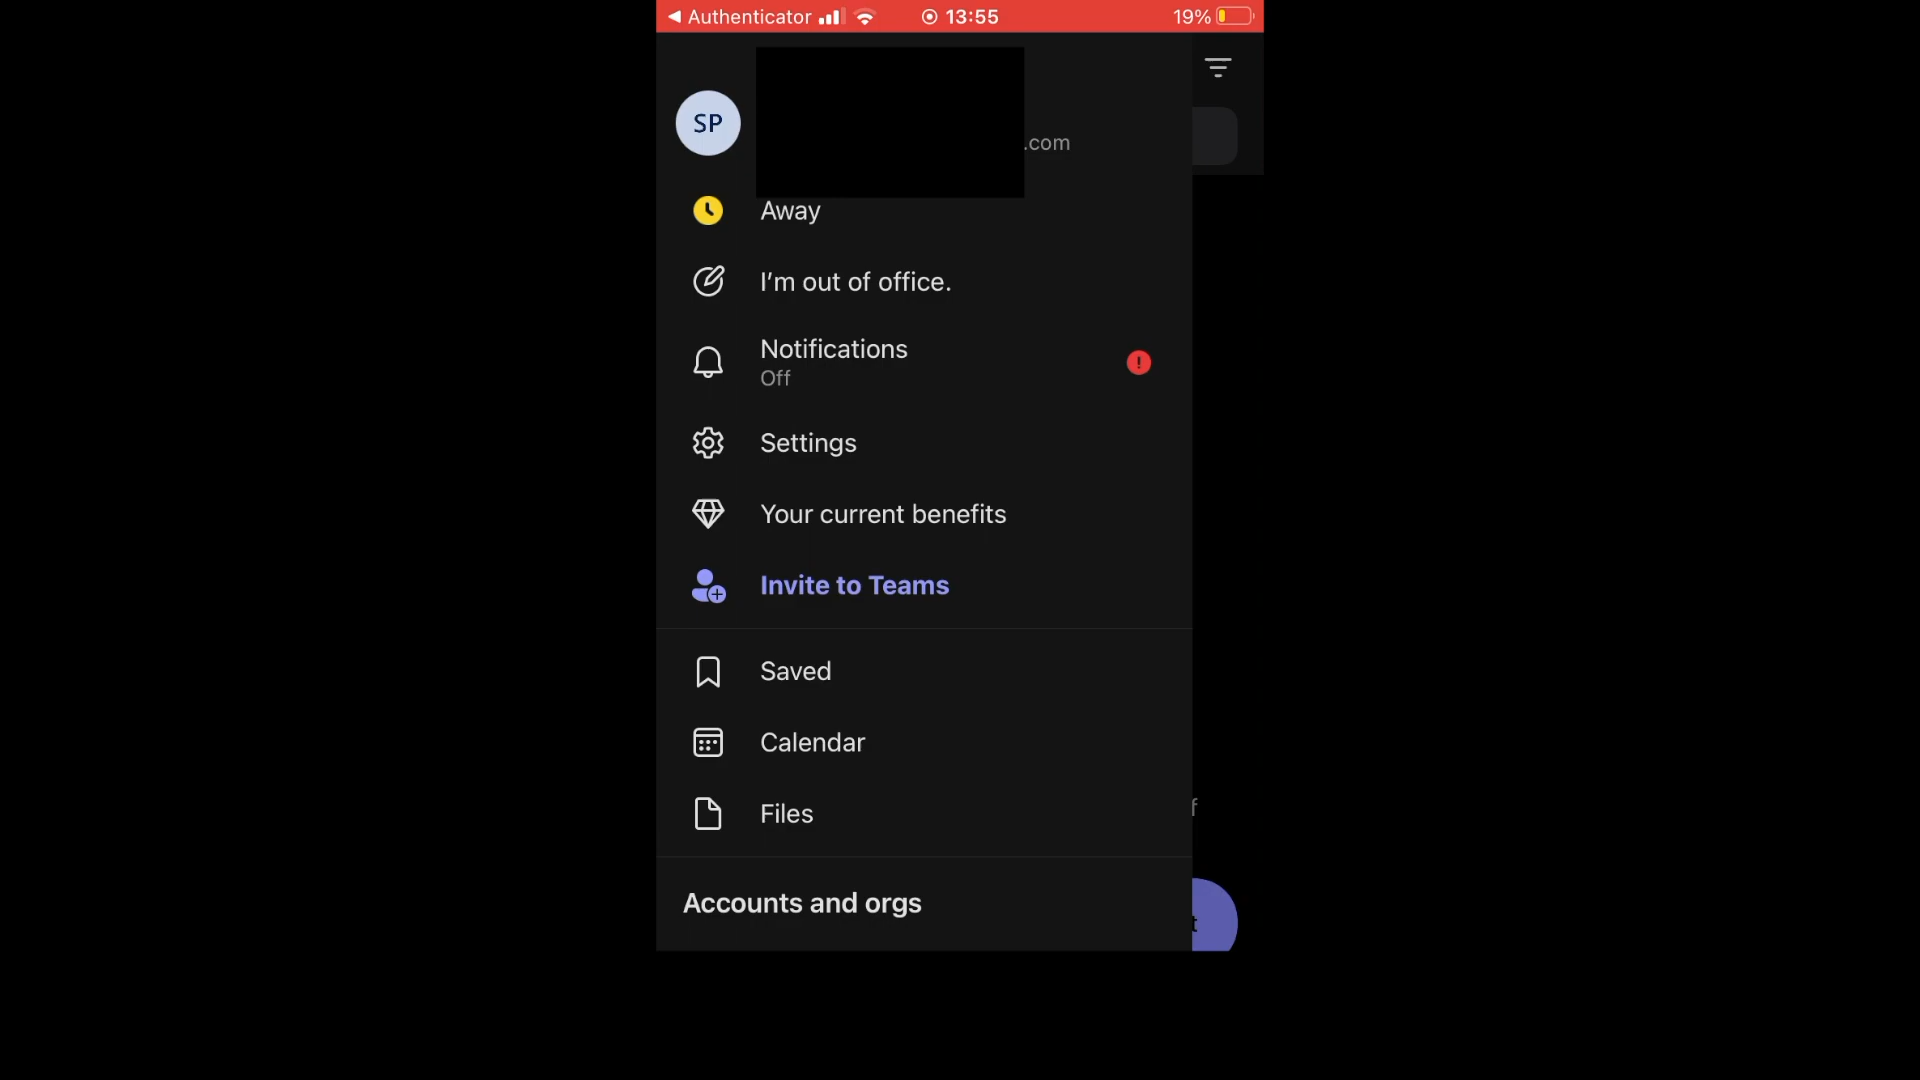 Authenticator 13:55 19%
SP
.com
Away
I’m out of office.
Notifications
Off
Settings
Your current benefits
Invite to Teams
Saved
Calendar
Files
f
Accounts and orgs
t